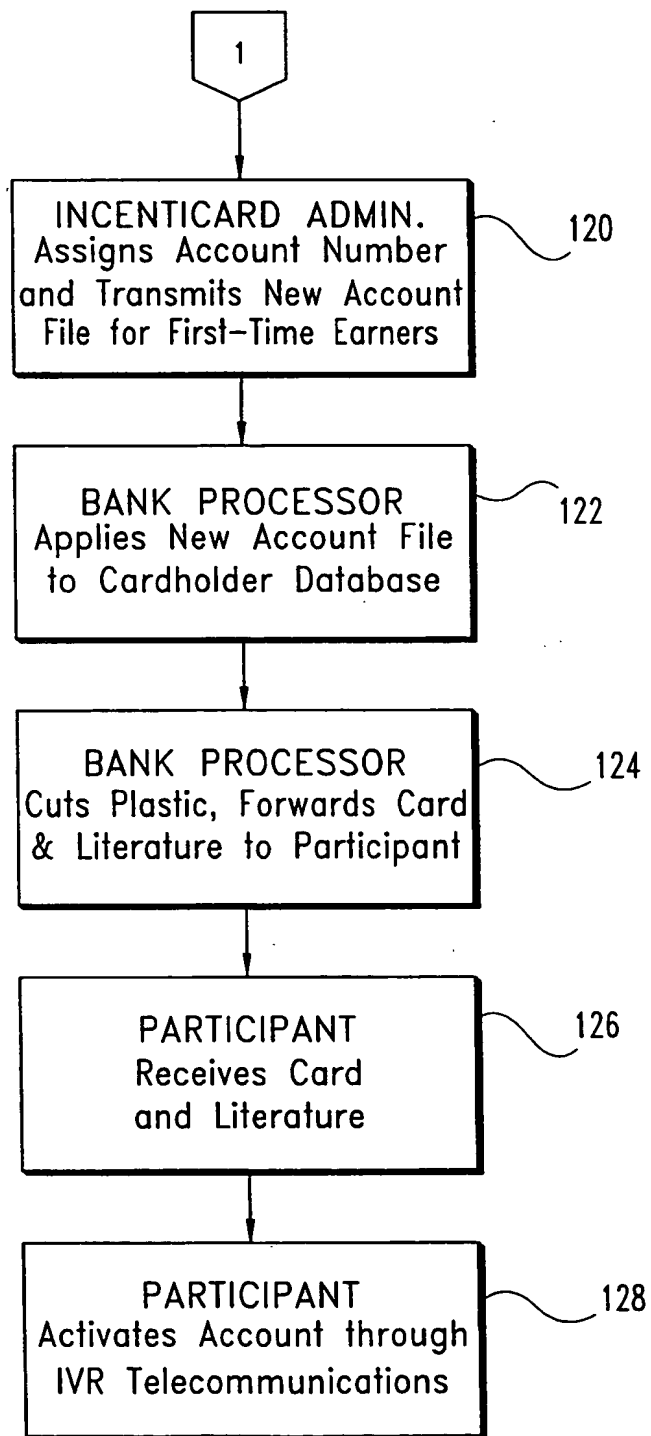 1
INCENTICARD ADMIN.
Assigns Account Number
and Transmits New Account
File for First-Time Earners
120
BANK PROCESSOR
Applies New Account File
to Cardholder Database
122
BANK PROCESSOR
Cuts Plastic, Forwards Card
& Literature to Participant
124
PARTICIPANT
Receives Card
and Literature
126
PARTICIPANT
Activates Account through
IVR Telecommunications
128